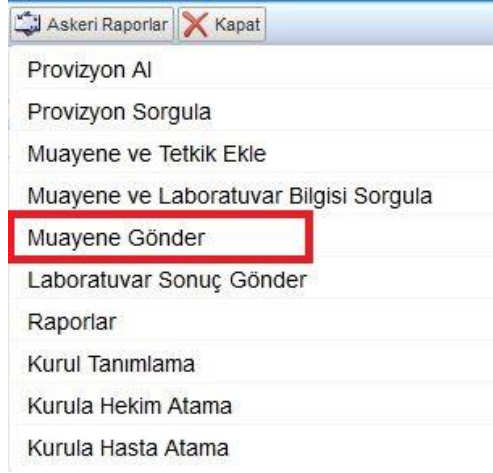 Askeri Raporlar Kapat
Provizyon Al
Provizyon Sorgula
Muayene ve Tetkik Ekle
Muayene ve Laboratuvar Bilgisi Sorgula
Muayene Gönder
Laboratuvar Sonuç Gönder
Raporlar
Kurul Tanımlama
Kurula Hekim Atama
Kurula Hasta Atama